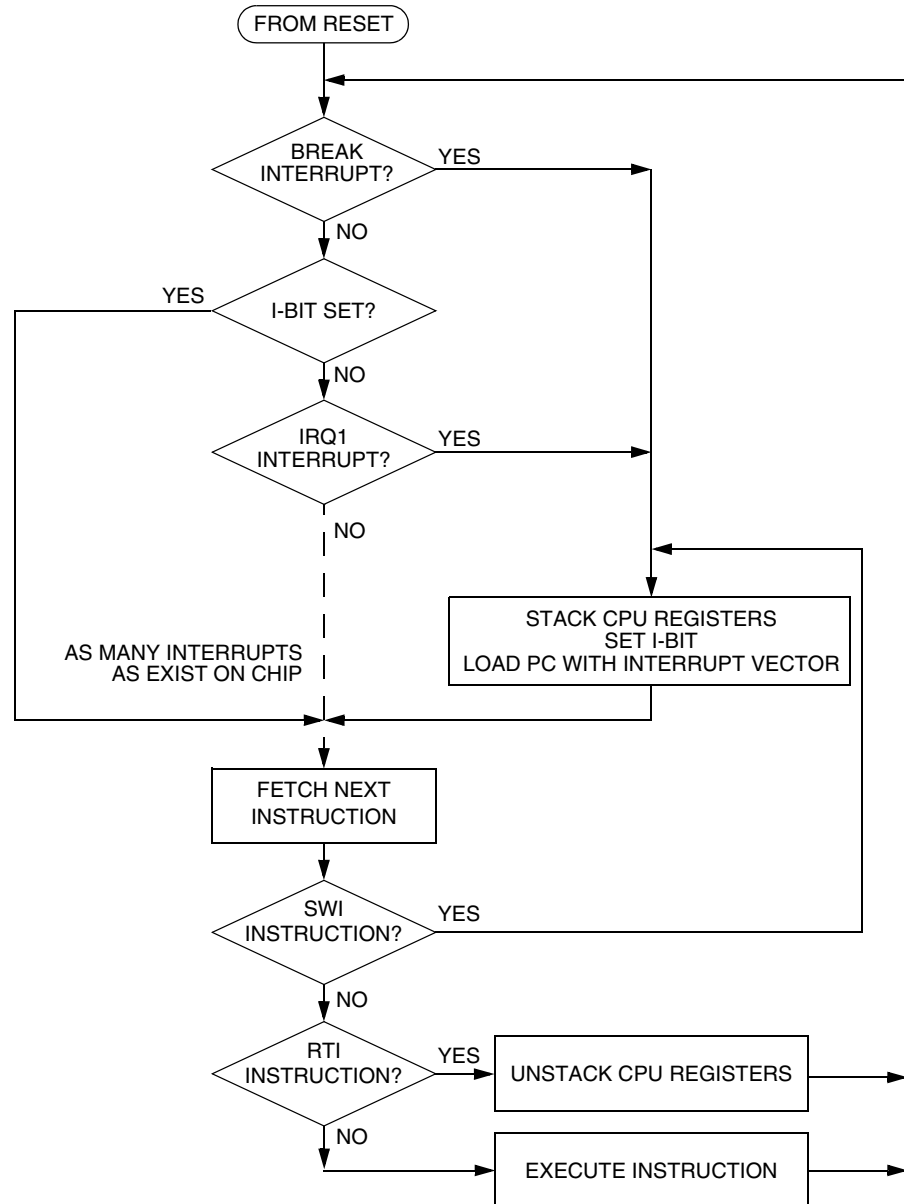 FROM RESET
BREAK
INTERRUPT?
YES
NO
YES
I-BIT SET?
NO
IRQ1
INTERRUPT?
YES
NO
STACK CPU REGISTERS
SET I-BIT
LOAD PC WITH INTERRUPT VECTOR
AS MANY INTERRUPTS
AS EXIST ON CHIP
FETCH NEXT
INSTRUCTION
SWI
INSTRUCTION?
YES
NO
RTI
INSTRUCTION?
YES
UNSTACK CPU REGISTERS
NO
EXECUTE INSTRUCTION